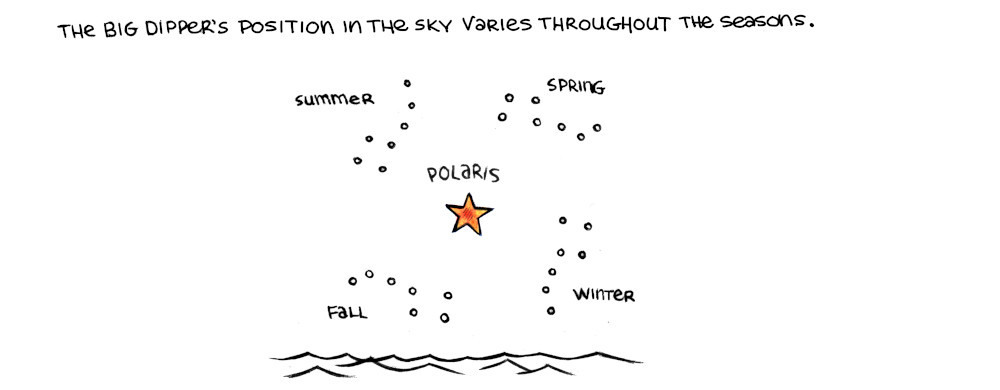 THE BIG DIPPER'S POSITION IN THE SKY VARIES THROUGHOUT THE SEASONS.
SPRING
SUMMER
POLARIS
WINTER
FALL